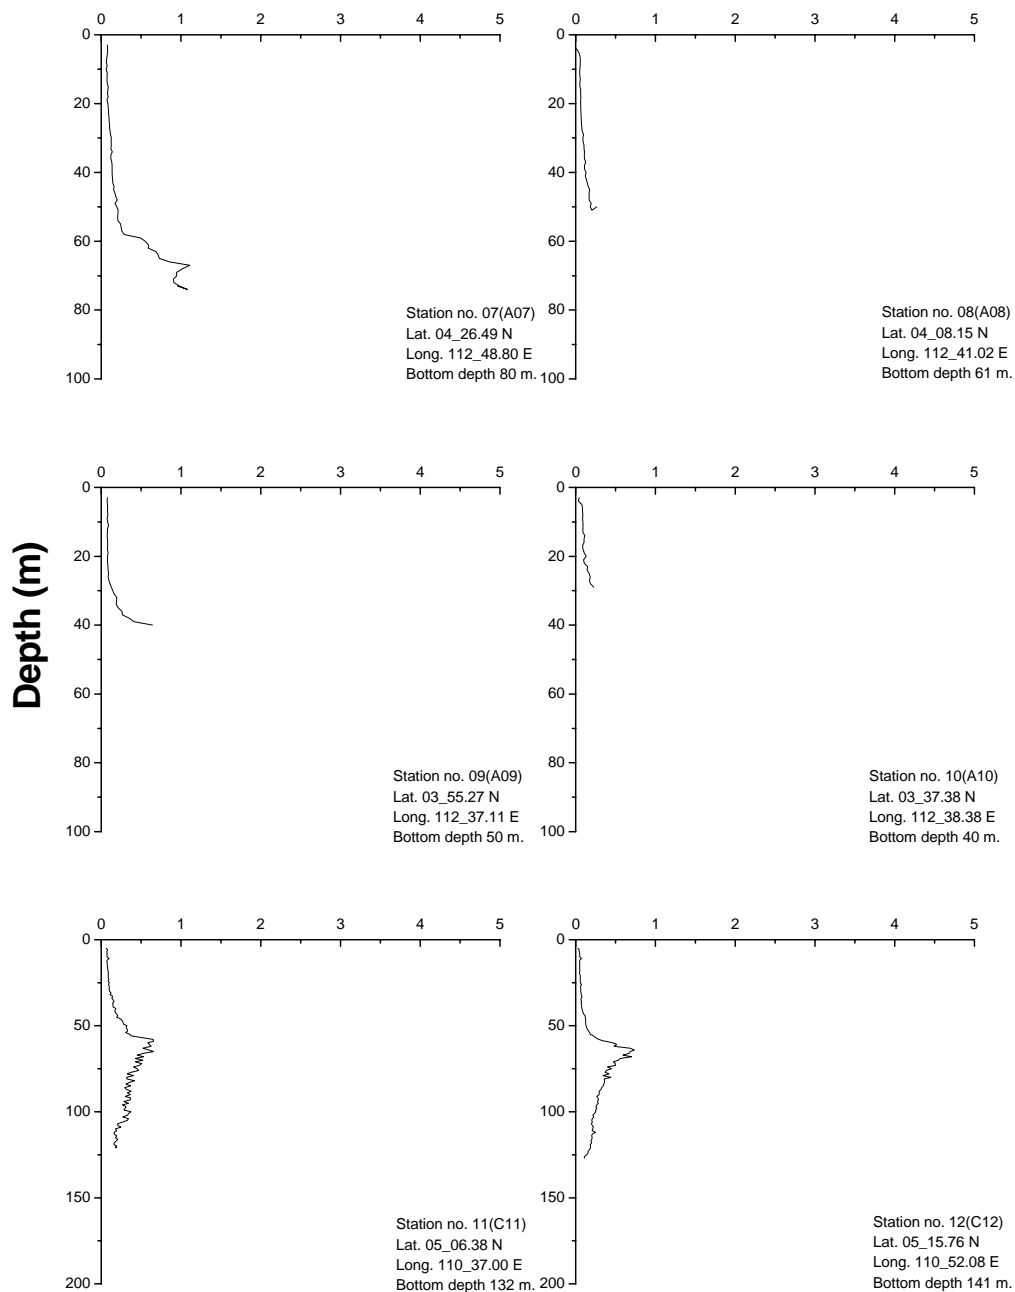 0 1 2 3 4 5
0
20
40
60
80
100
Station no. 07(A07)
Lat. 04_26.49 N
Long. 112_48.80 E
Bottom depth 80 m.
0 1 2 3 4 5
0
20
40
60
80
100
Station no. 08(A08)
Lat. 04_08.15 N
Long. 112_41.02 E
Bottom depth 61 m.
Depth (m)
0 1 2 3 4 5
0
20
40
60
80
100
Station no. 09(A09)
Lat. 03_55.27 N
Long. 112_37.11 E
Bottom depth 50 m.
0 1 2 3 4 5
0
20
40
60
80
100
Station no. 10(A10)
Lat. 03_37.38 N
Long. 112_38.38 E
Bottom depth 40 m.
0 1 2 3 4 5
0
50
100
150
200
Station no. 11(C11)
Lat. 05_06.38 N
Long. 110_37.00 E
Bottom depth 132 m.
0 1 2 3 4 5
0
50
100
150
200
Station no. 12(C12)
Lat. 05_15.76 N
Long. 110_52.08 E
Bottom depth 141 m.